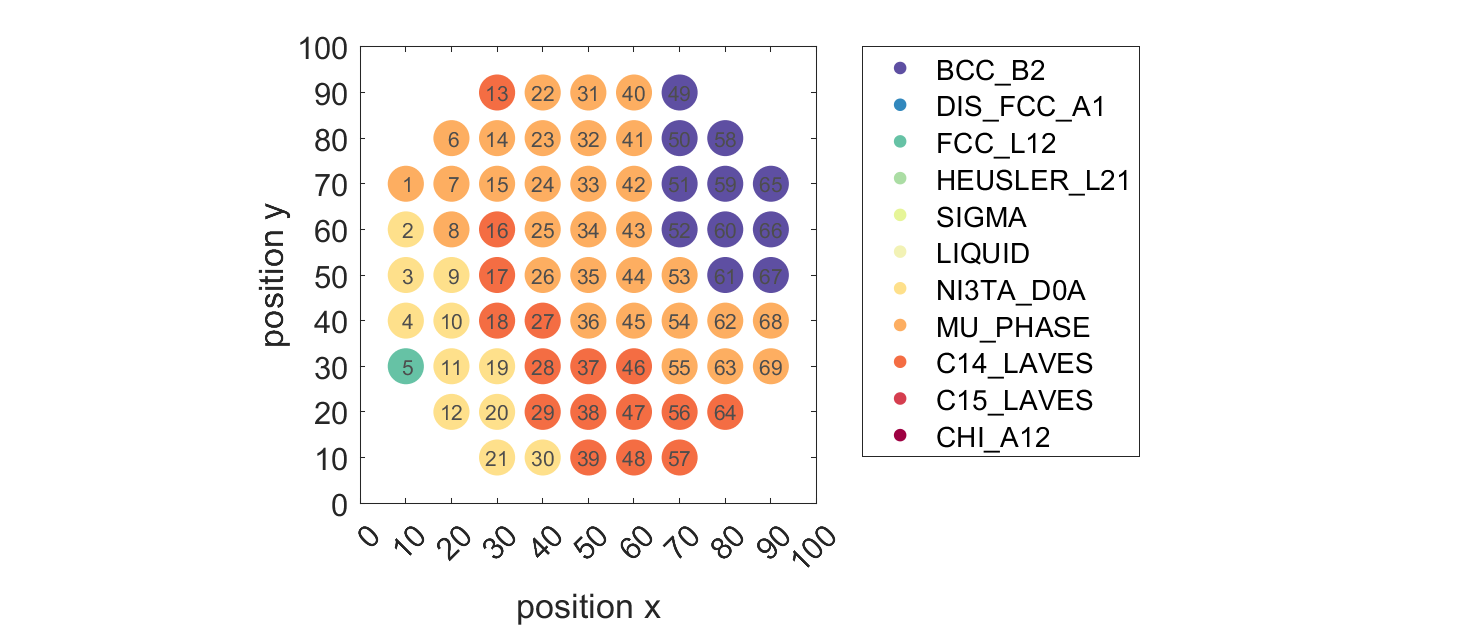 100
90
80
70
60
50
40
30
20
10
0
position y
13 22 31 40 49
6 14 23 32 41 50 58
1 7 15 24 33 42 51 59 65
2 8 16 25 34 43 52 60 66
3 9 17 26 35 44 53 61 67
4 10 18 27 36 45 54 62 68
5 11 19 28 37 46 55 63 69
12 20 29 38 47 56 64
21 30 39 48 57
0 10 20 30 40 50 60 70 80 90 100
position x
BCC_B2
DIS_FCC_A1
FCC_L12
HEUSLER_L21
SIGMA
LIQUID
NI3TA_D0A
MU_PHASE
C14_LAVES
C15_LAVES
CHI_A12